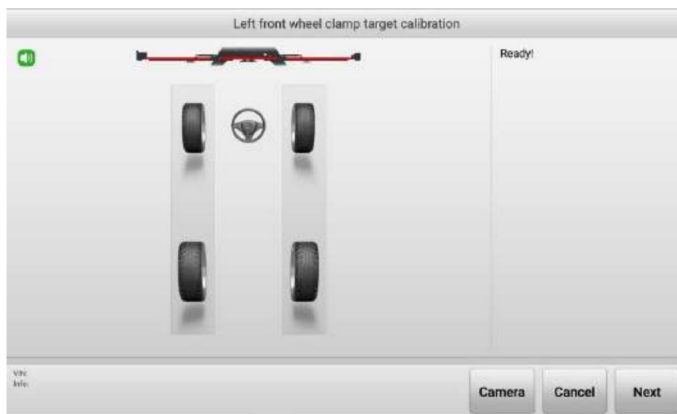 Left front wheel clamp target calibration
Ready!
VIN:
Info:
Camera
Cancel
Next